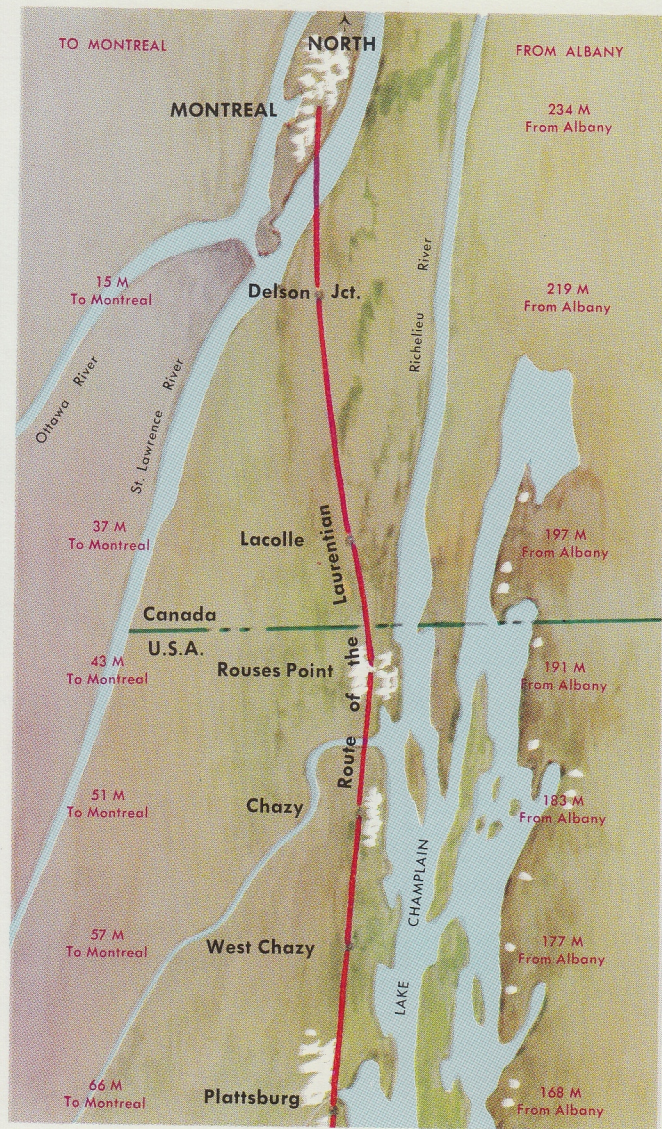 NORTH
TO MONTREAL
FROM ALBANY
MONTREAL
234 M
From Albany
15 M
To Montreal
Delson Jct.
219 M
From Albany
Richelieu River
Ottawa River
St. Lawrence River
37 M
To Montreal
Lacolle
197 M
From Albany
Route of the Laurentian
Canada
U.S.A.
43 M
To Montreal
Rouses Point
191 M
From Albany
51 M
To Montreal
Chazy
183 M
From Albany
LAKE CHAMPLAIN
57 M
To Montreal
West Chazy
177 M
From Albany
66 M
To Montreal
Plattsburg
168 M
From Albany